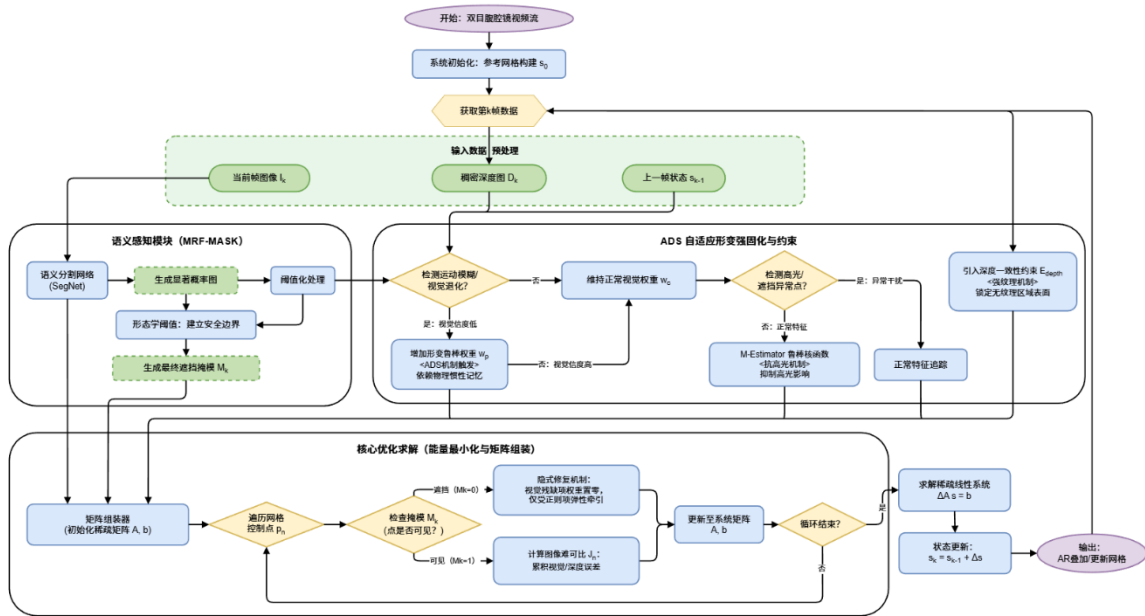 开始：双目腹腔镜视频流
系统初始化：参考网格构建 s₀
获取第k帧数据
输入数据 预处理
当前帧图像 Iₖ
稠密深度图 Dₖ
上一帧状态 sₖ₋₁
语义感知模块（MRF-MASK）
语义分割网络
(SegNet)
生成显著概率图
阈值化处理
形态学阈值：建立安全边界
生成最终遮挡掩模 Mₖ
ADS 自适应形变强固化与约束
检测运动模糊/
视觉退化?
否
维持正常视觉权重 w꜀
检测高光/
遮挡异常点?
是：异常干扰
引入深度一致性约束 E_depth
<强纹理机制>
锁定无纹理区域表面
是：视觉信度低
否：正常特征
增加形变鲁棒权重 wₚ
<ADS机制触发>
依赖物理惯性记忆
否：视觉信度高
M-Estimator 鲁棒核函数
<抗高光机制>
抑制高光影响
正常特征追踪
核心优化求解（能量最小化与矩阵组装）
矩阵组装器
(初始化稀疏矩阵 A, b)
遍历网格
控制点 pₙ
检查掩模 Mₖ
(点是否可见？)
遮挡（Mk=0）
隐式修复机制：
视觉残缺项权重置零，
仅受正则项弹性牵引
可见（Mk=1）
计算图像雅可比 Jₙ：
累积视觉/深度误差
更新至系统矩阵
A, b
循环结束?
是
否
求解稀疏线性系统
ΔA s = b
状态更新：
sₖ = sₖ₋₁ + Δs
输出：
AR叠加/更新网格